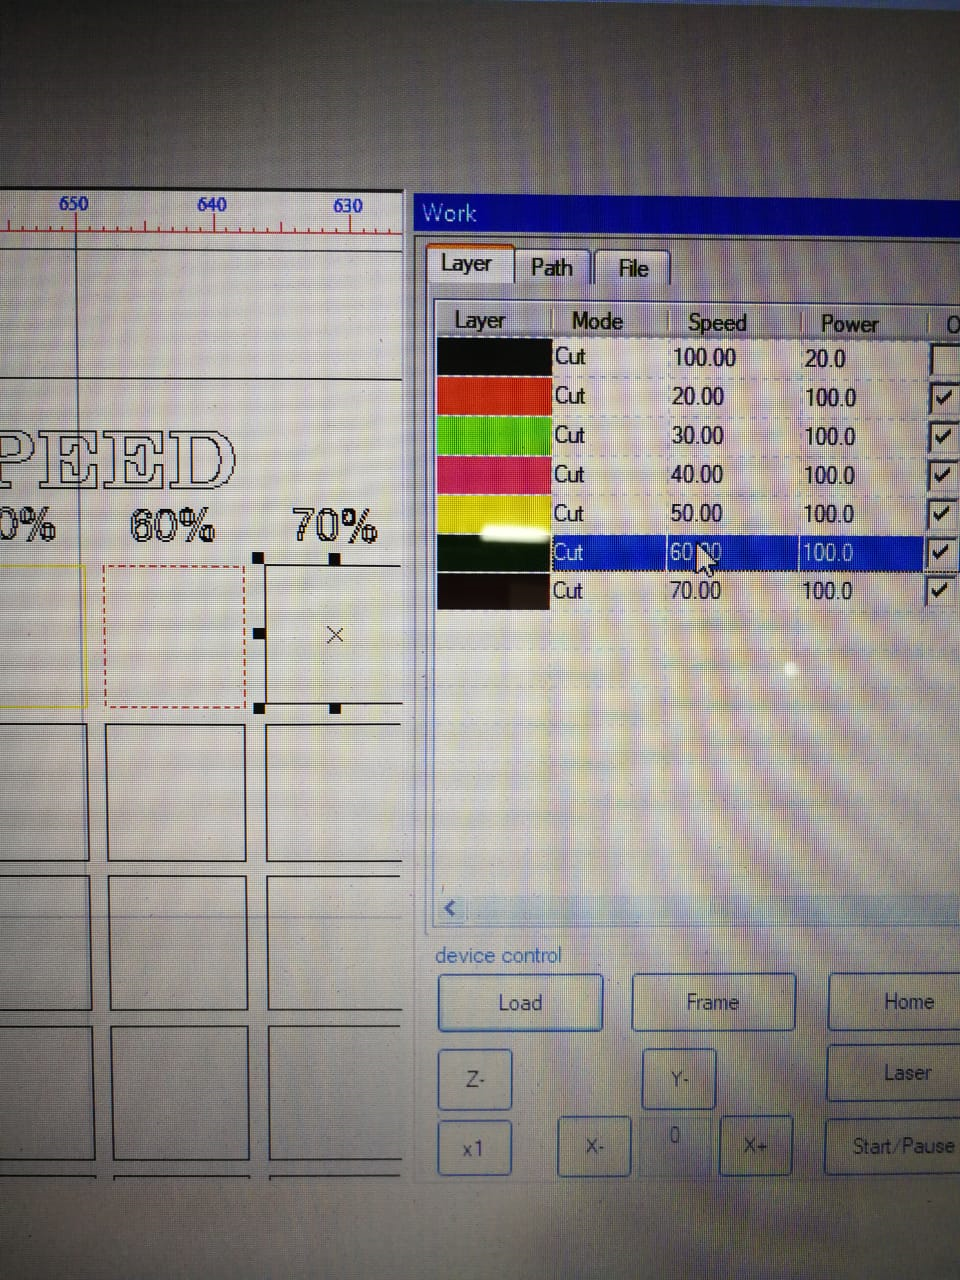 650 640 630
Work
Layer Path File
Layer Mode Speed Power
Cut 100.00 20.0
Cut 20.00 100.0
Cut 30.00 100.0
Cut 40.00 100.0
Cut 50.00 100.0
Cut 100.0
Cut 70.00 100.0
PEED
0% 60% 70%
device control
Load Frame Home
Z- Y- Laser
x1 X- 0 X+ Start/Pause